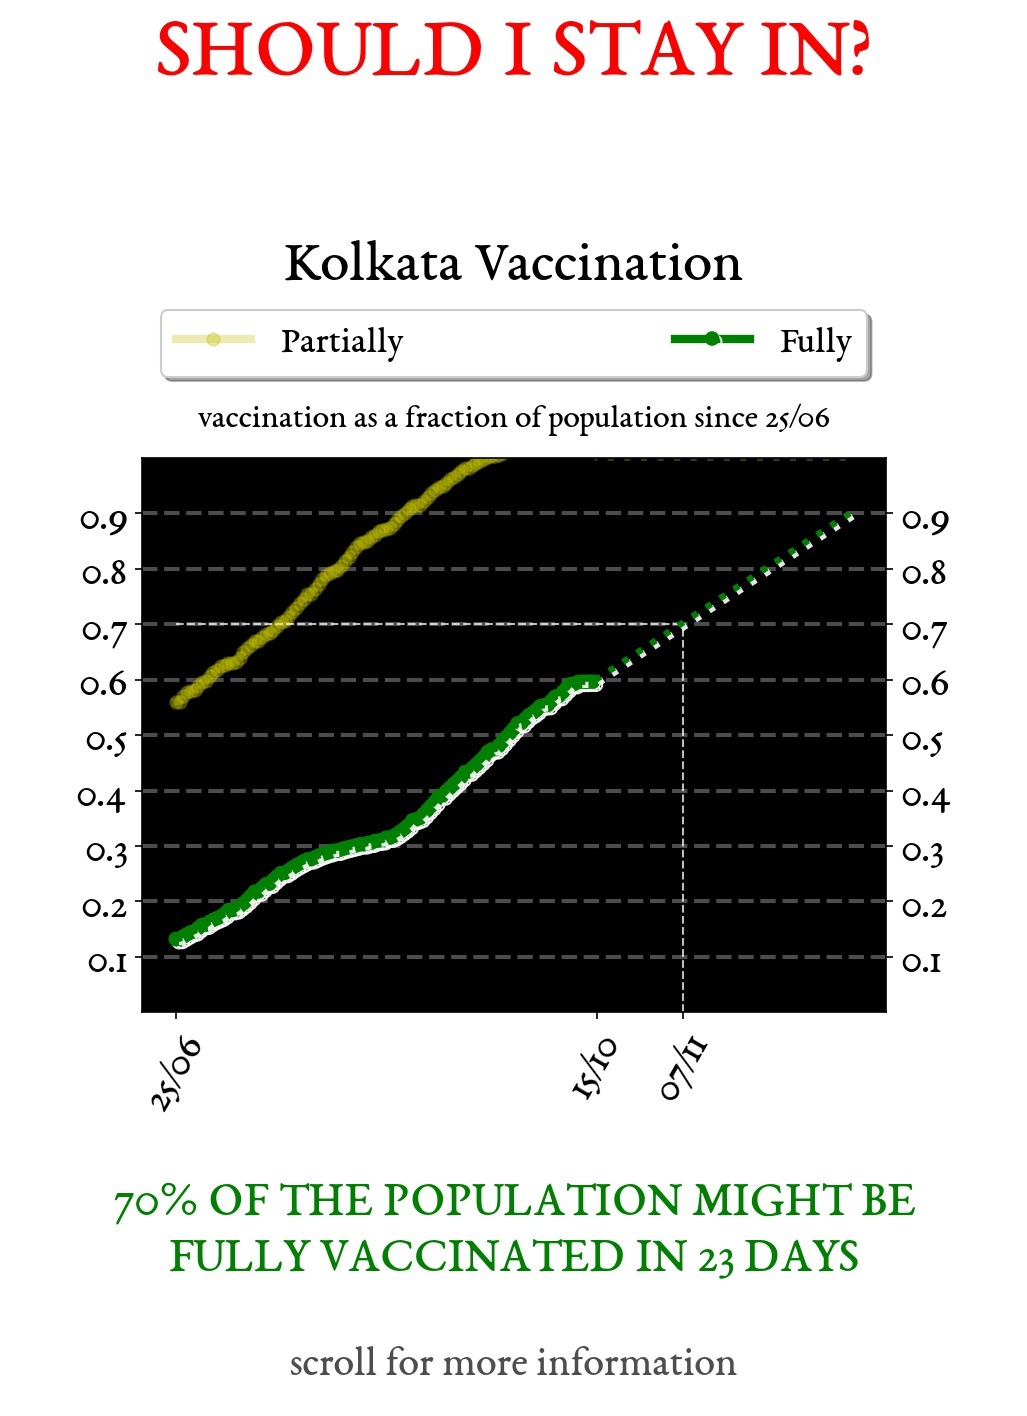 SHOULD I STAY IN?
Kolkata Vaccination
Partially Fully
vaccination as a fraction of population since 25/06
0.9 0.9
0.8 0.8
0.7 0.7
0.6 0.6
0.5 0.5
0.4 0.4
0.3 0.3
0.2 0.2
0.1 0.1
25/06 15/10 07/11
70% OF THE POPULATION MIGHT BE
FULLY VACCINATED IN 23 DAYS
scroll for more information